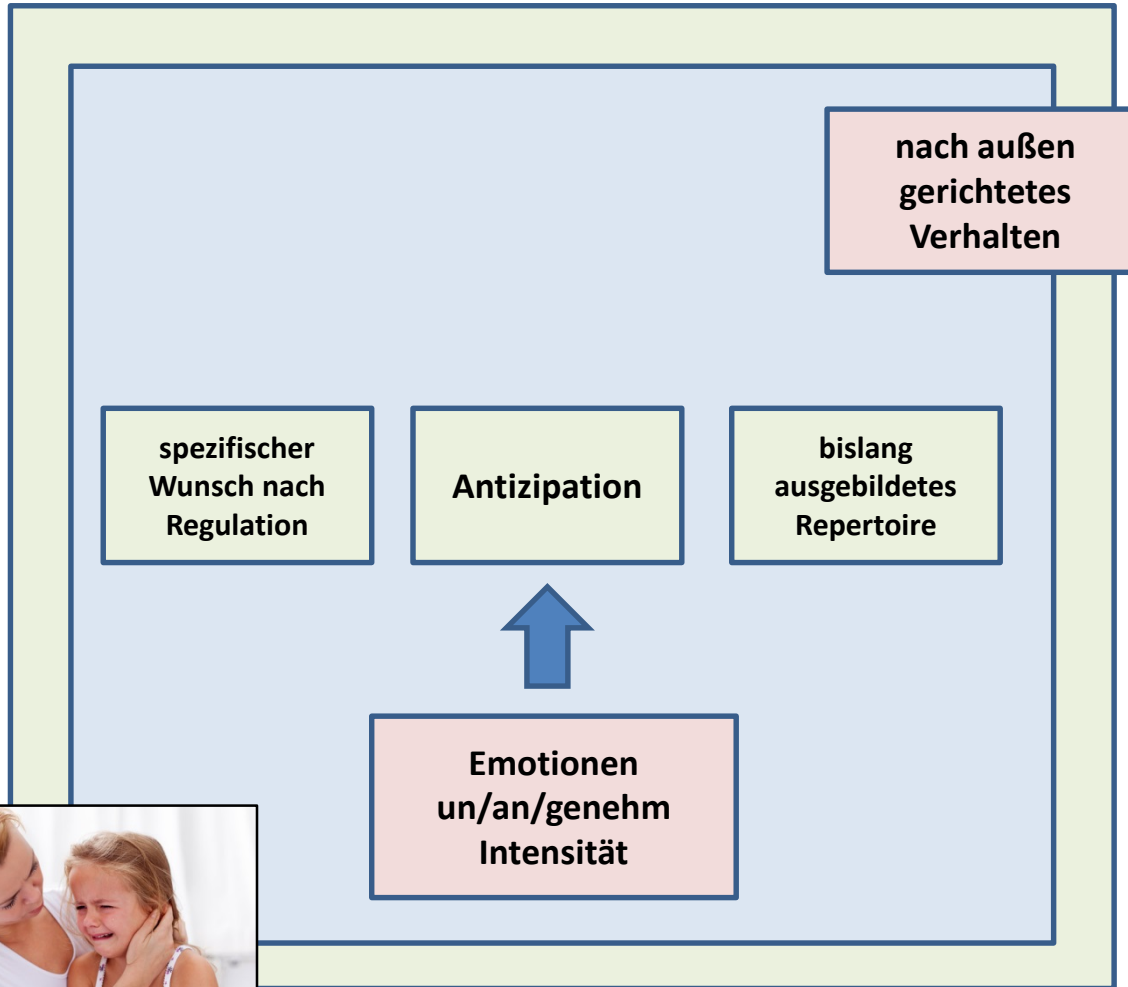 nach außen
gerichtetes
Verhalten
spezifischer
Wunsch nach
Regulation
Antizipation
bislang
ausgebildetes
Repertoire
Emotionen
un/an/genehm
Intensität